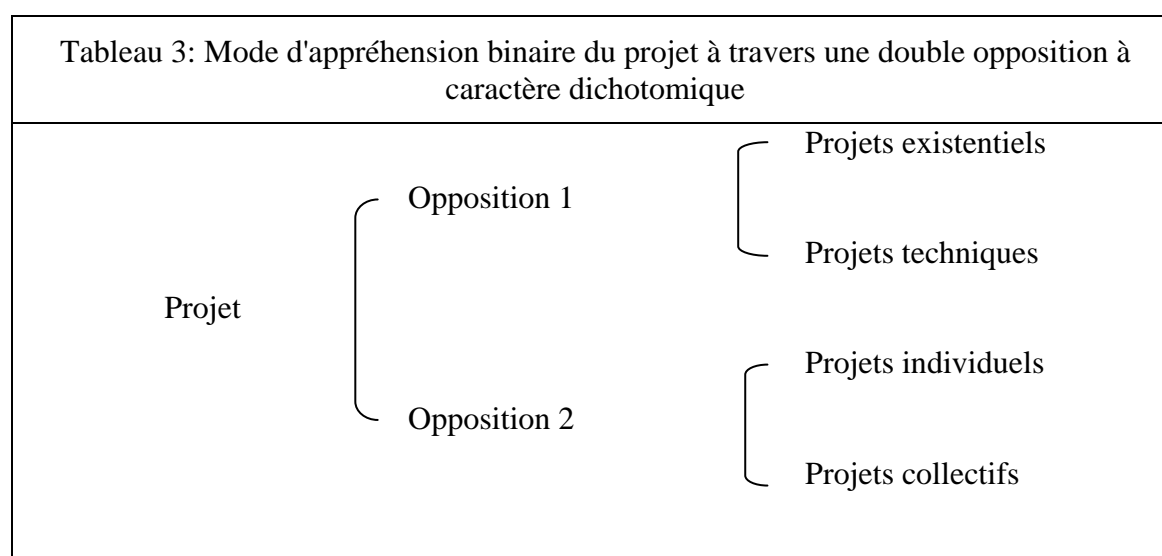 Tableau 3: Mode d'appréhension binaire du projet à travers une double opposition à
caractère dichotomique
Projets existentiels
Opposition 1
Projets techniques
Projet
Projets individuels
Opposition 2
Projets collectifs